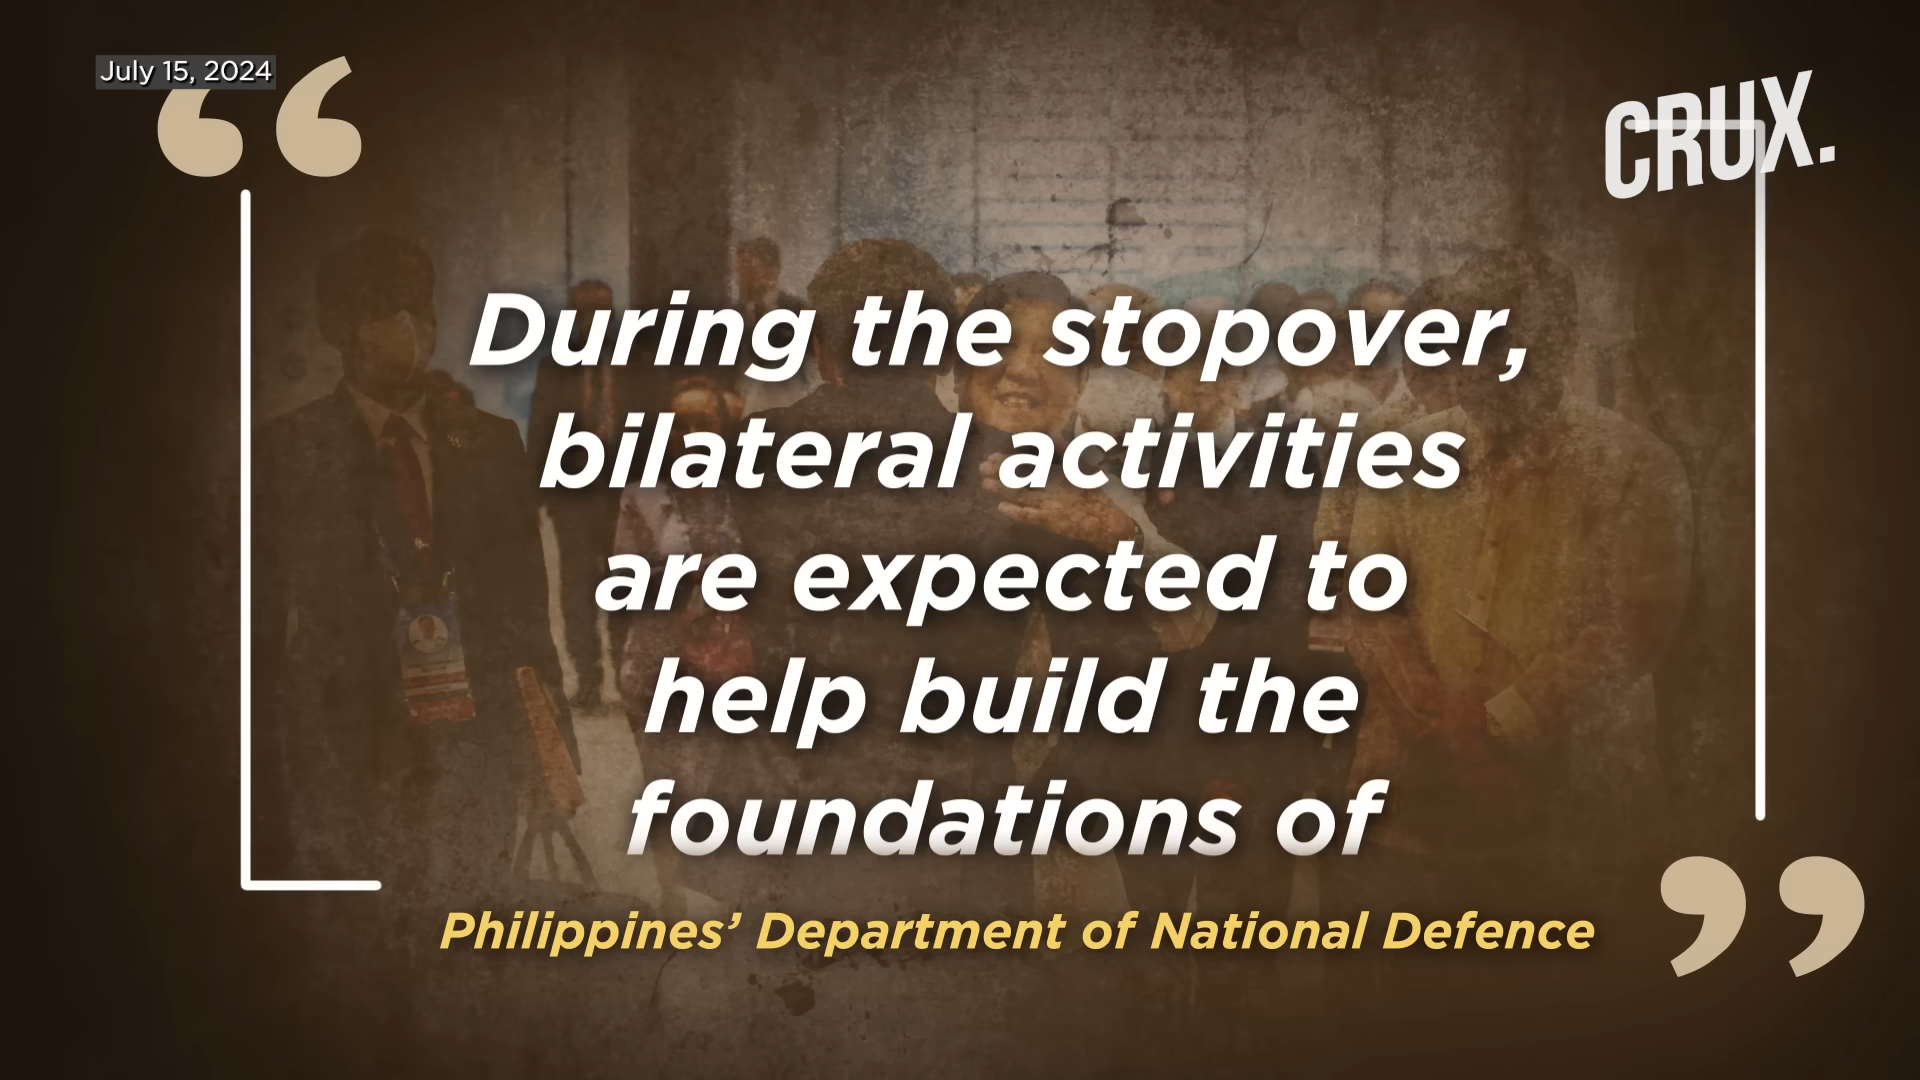 July 15, 2024
CRUX.
“
During the stopover,
bilateral activities
are expected to
help build the
foundations of
”
Philippines’ Department of National Defence